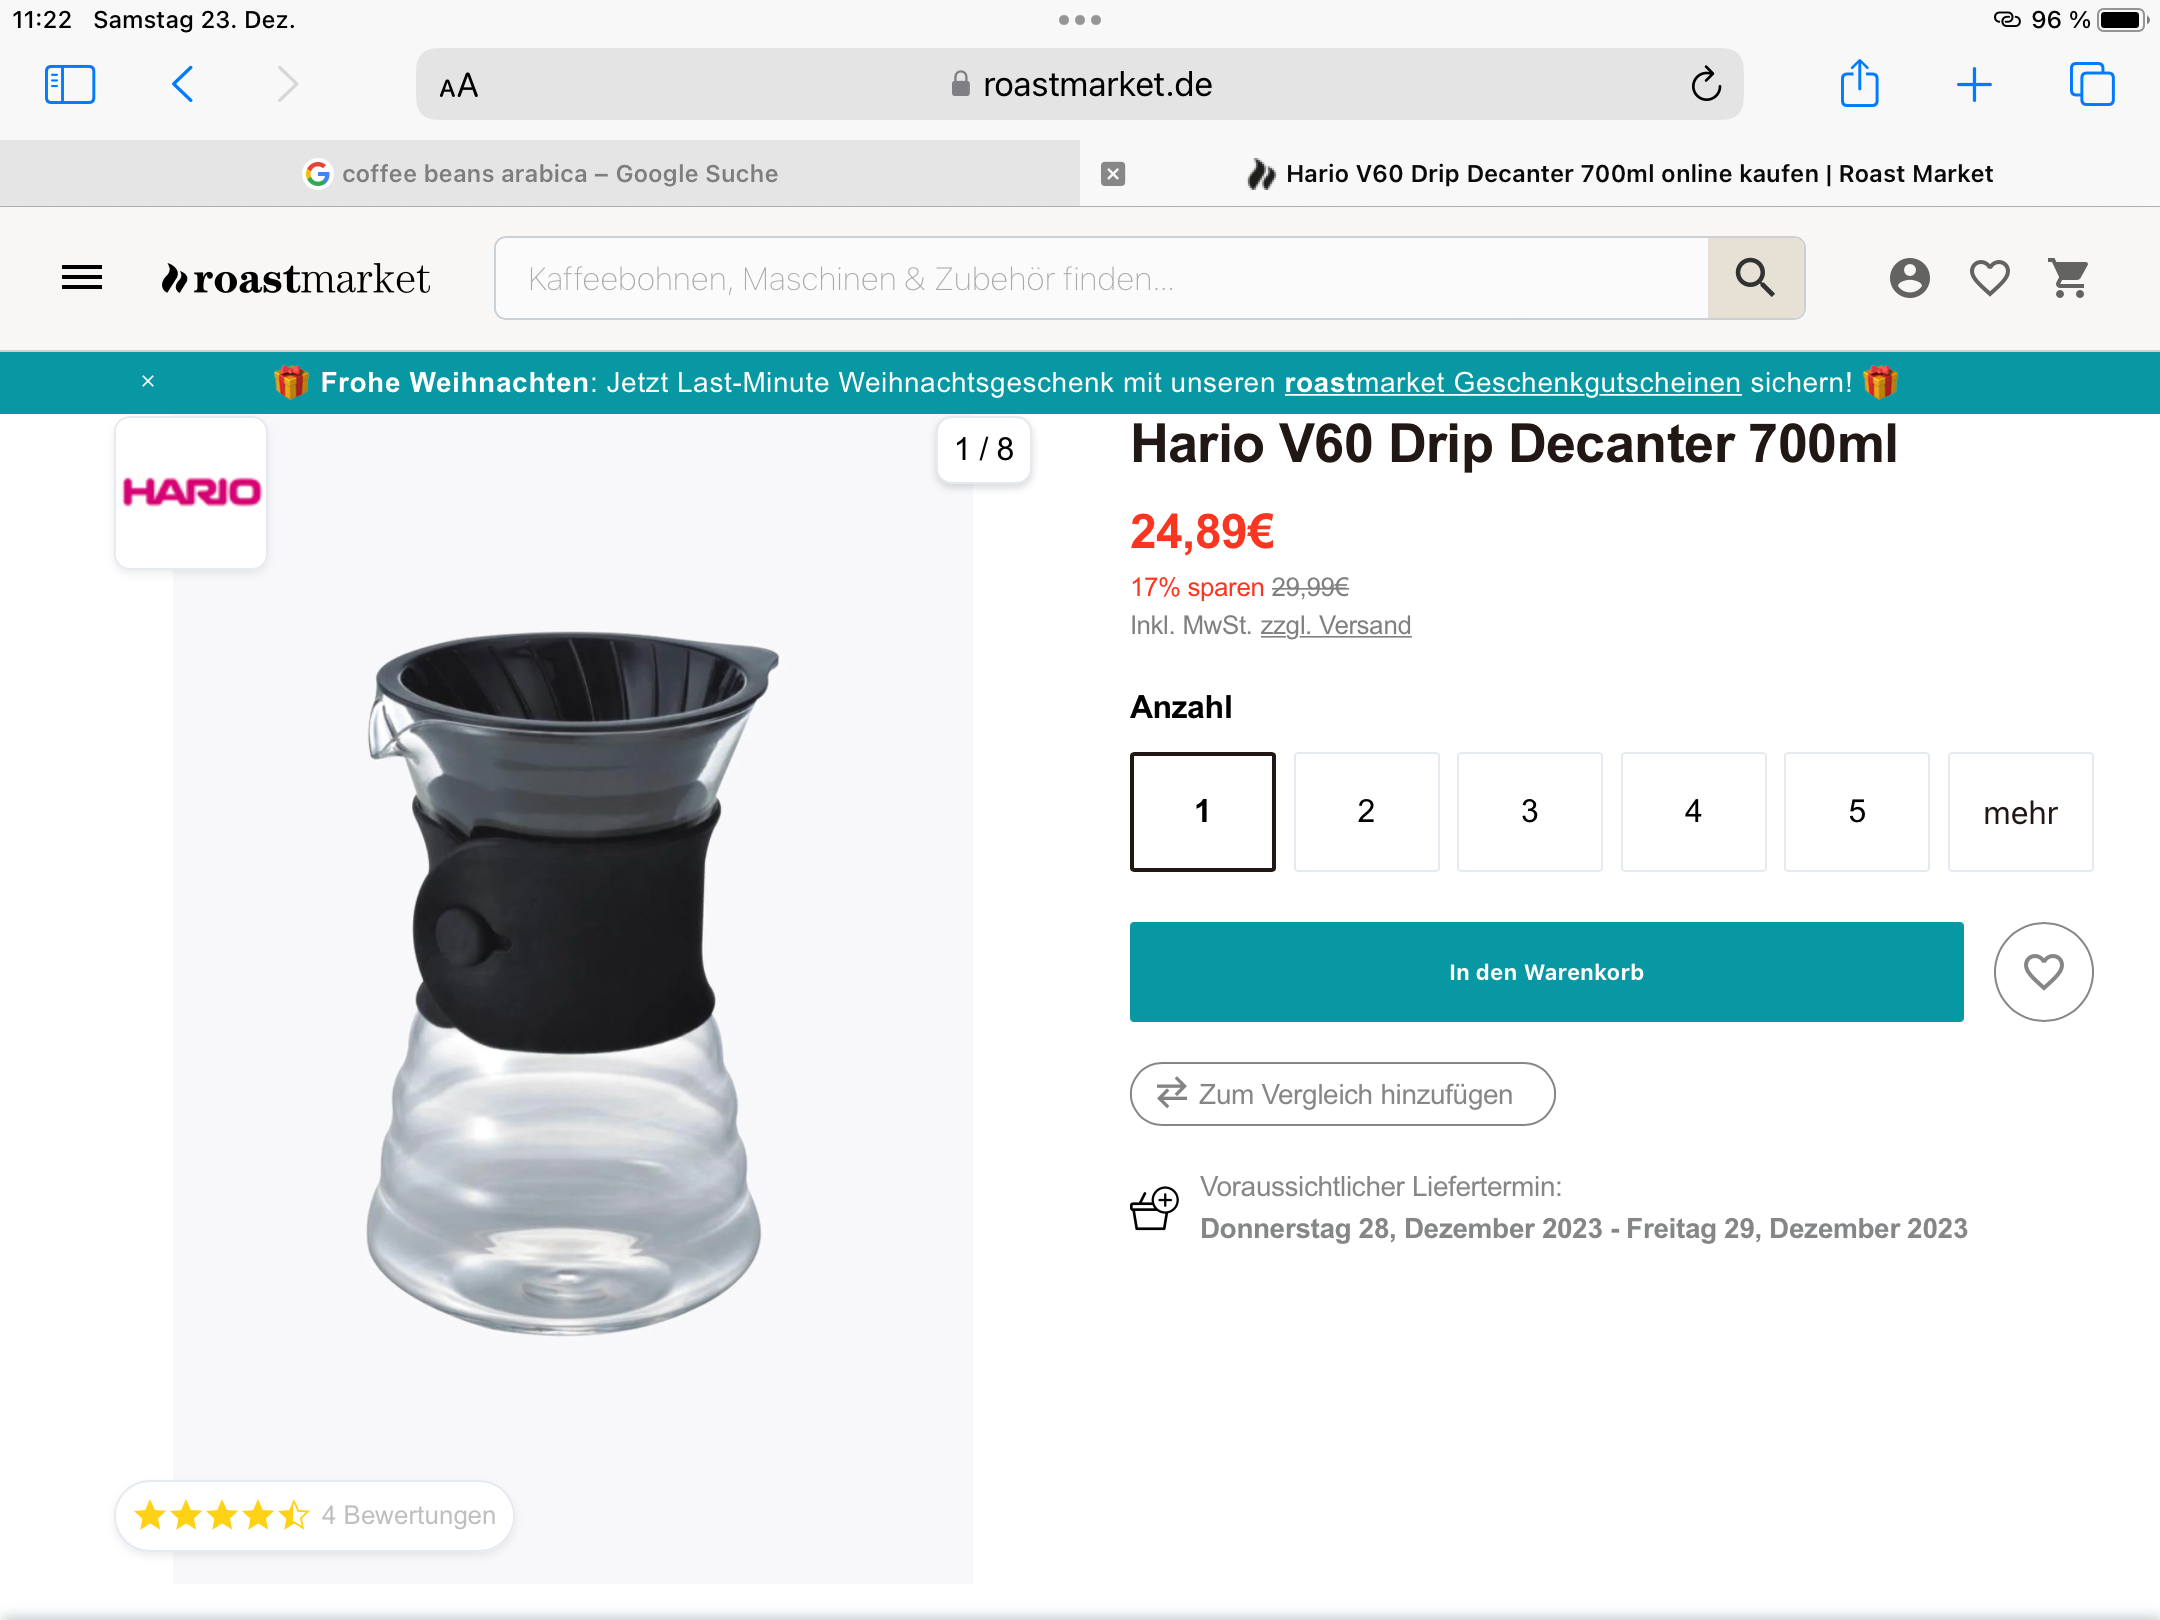 11:22 Samstag 23. Dez.
96 %
AA
roastmarket.de
coffee beans arabica – Google Suche
Hario V60 Drip Decanter 700ml online kaufen | Roast Market
roastmarket
Kaffeebohnen, Maschinen & Zubehör finden...
Frohe Weihnachten: Jetzt Last-Minute Weihnachtsgeschenk mit unseren roastmarket Geschenkgutscheinen sichern!
HARIO
1 / 8
Hario V60 Drip Decanter 700ml
24,89€
17% sparen 29,99€
Inkl. MwSt. zzgl. Versand
Anzahl
1 2 3 4 5 mehr
In den Warenkorb
Zum Vergleich hinzufügen
Voraussichtlicher Liefertermin:
Donnerstag 28, Dezember 2023 - Freitag 29, Dezember 2023
4 Bewertungen